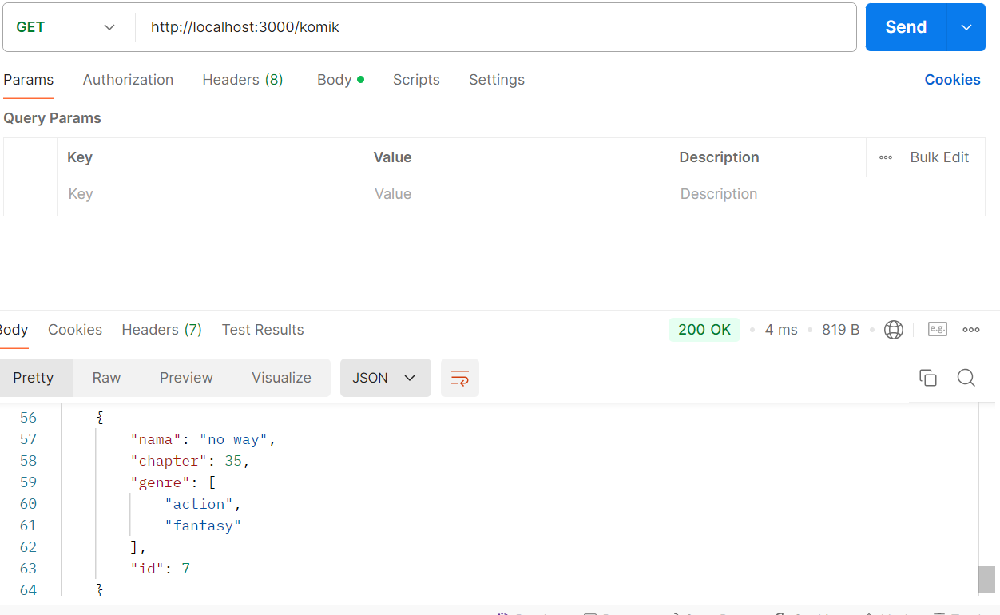 GET http://localhost:3000/komik Send
Params Authorization Headers (8) Body Scripts Settings Cookies
Query Params
Key Value Description Bulk Edit
Key Value Description
Body Cookies Headers (7) Test Results 200 OK 4 ms 819 B e.g.
Pretty Raw Preview Visualize JSON
56 {
57 "nama": "no way",
58 "chapter": 35,
59 "genre": [
60 "action",
61 "fantasy"
62 ],
63 "id": 7
64 }